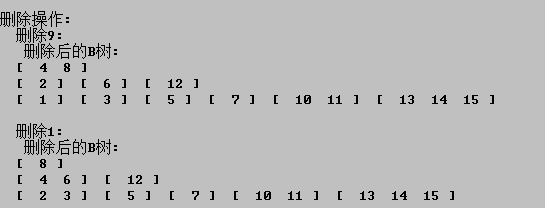 删除操作：
删除9：
删除后的B树：
[ 4 8 ]
[ 2 ] [ 6 ] [ 12 ]
[ 1 ] [ 3 ] [ 5 ] [ 7 ] [ 10 11 ] [ 13 14 15 ]
删除1：
删除后的B树：
[ 8 ]
[ 4 6 ] [ 12 ]
[ 2 3 ] [ 5 ] [ 7 ] [ 10 11 ] [ 13 14 15 ]